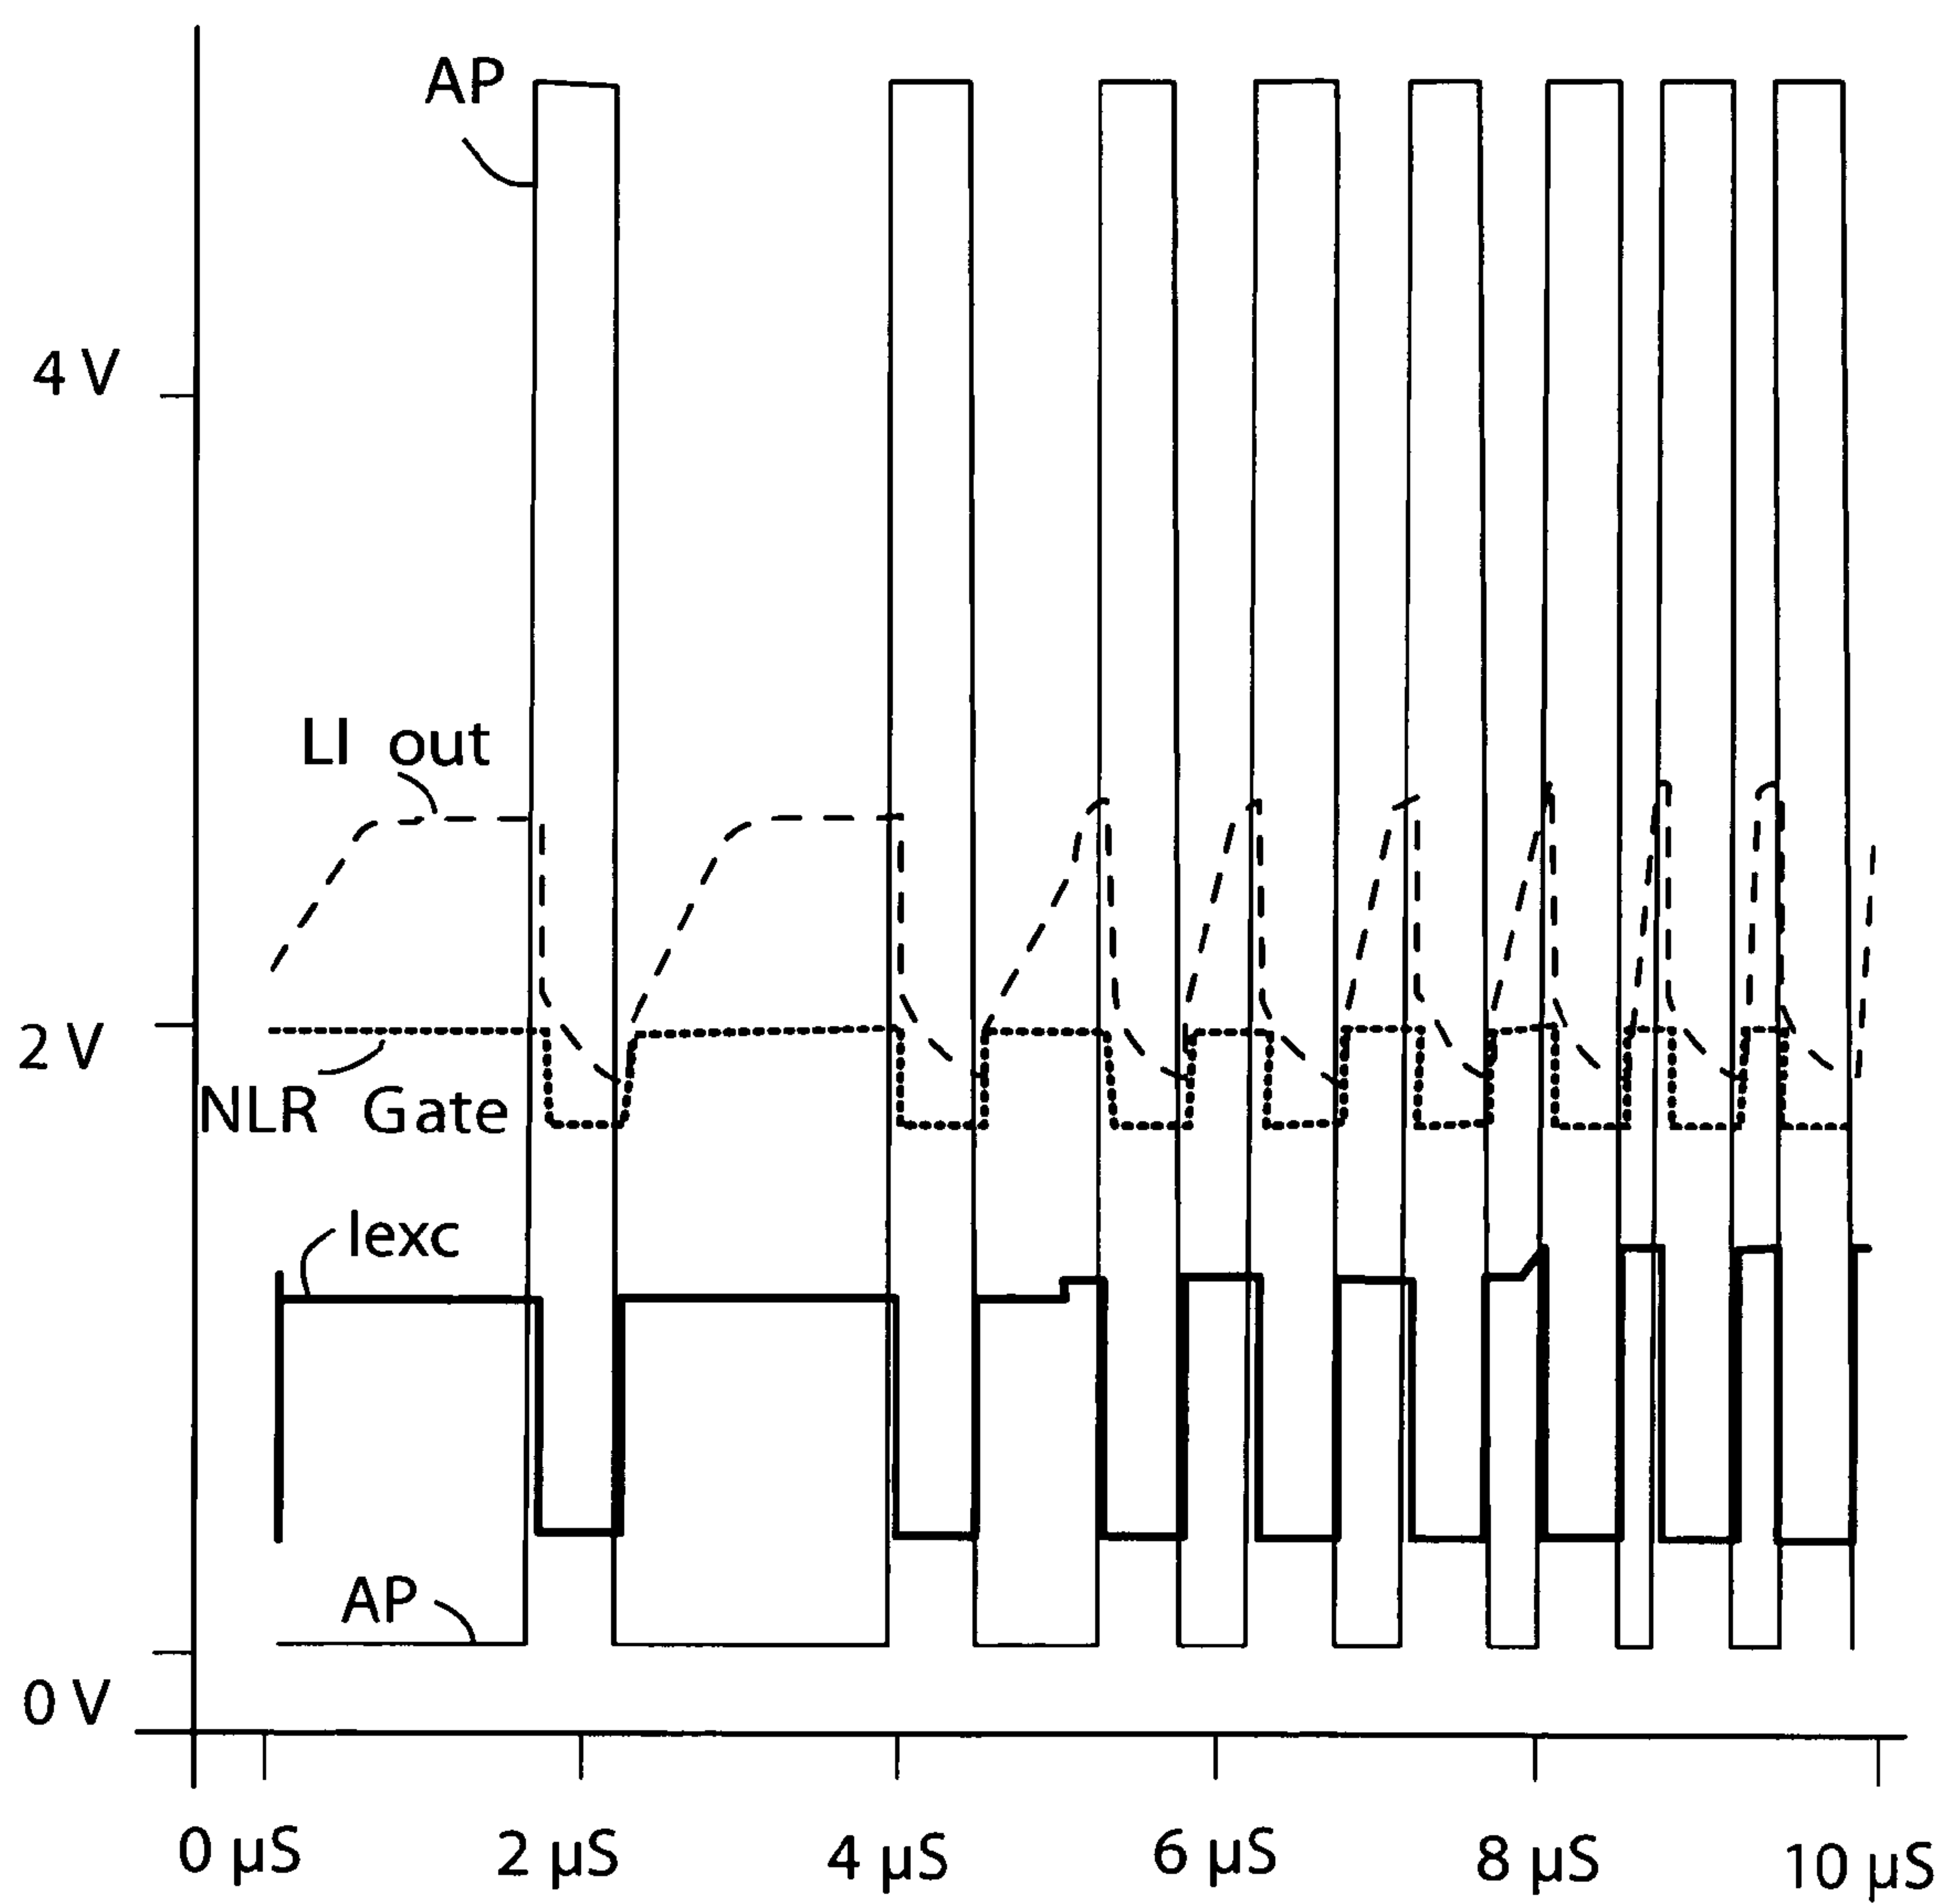 AP
4 V
LI out
2 V
NLR Gate
Iexc
AP
0 V
0 µS
2 µS
4 µS
6 µS
8 µS
10 µS